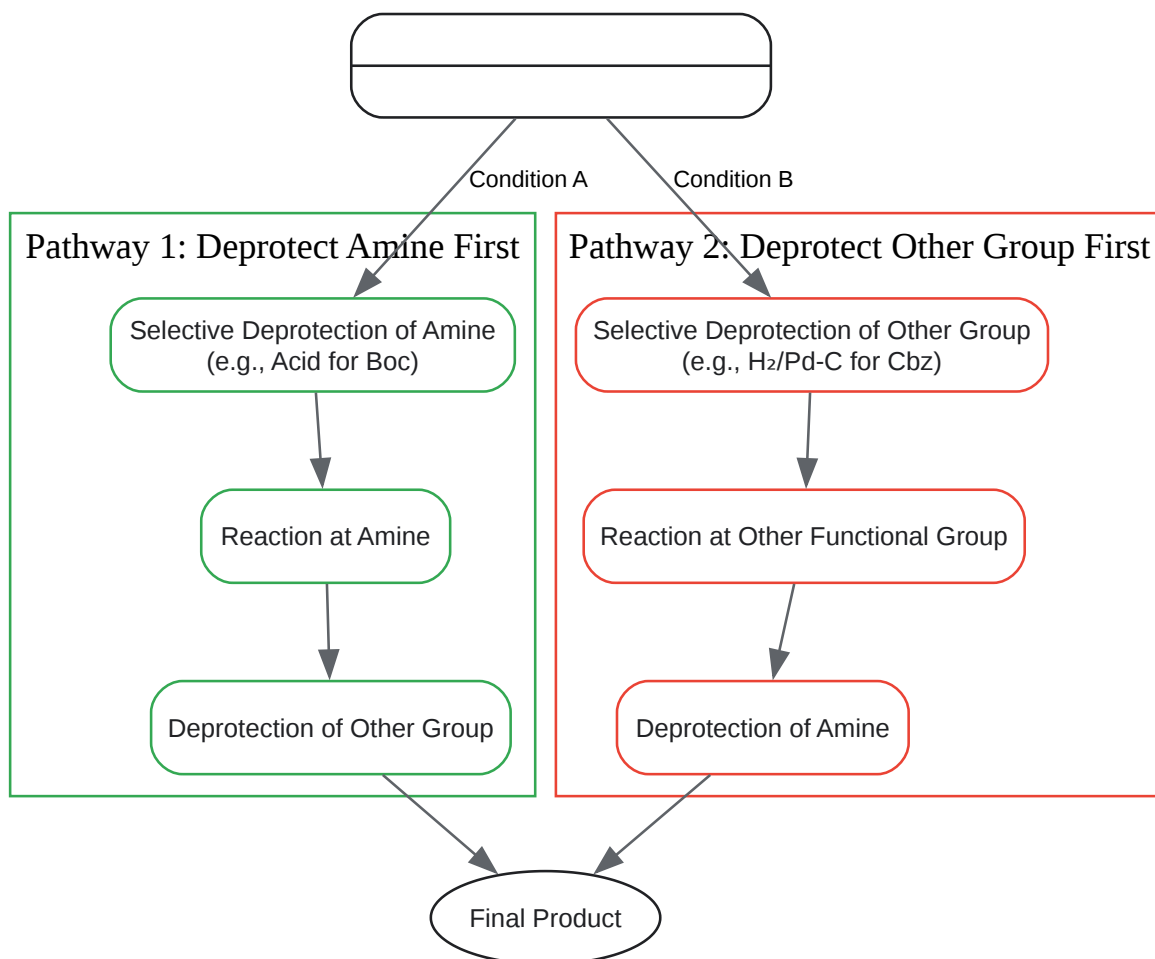 Condition A
Condition B
Pathway 1: Deprotect Amine First
Pathway 2: Deprotect Other Group First
Selective Deprotection of Amine
(e.g., Acid for Boc)
Selective Deprotection of Other Group
(e.g., H₂/Pd-C for Cbz)
Reaction at Amine
Reaction at Other Functional Group
Deprotection of Other Group
Deprotection of Amine
Final Product